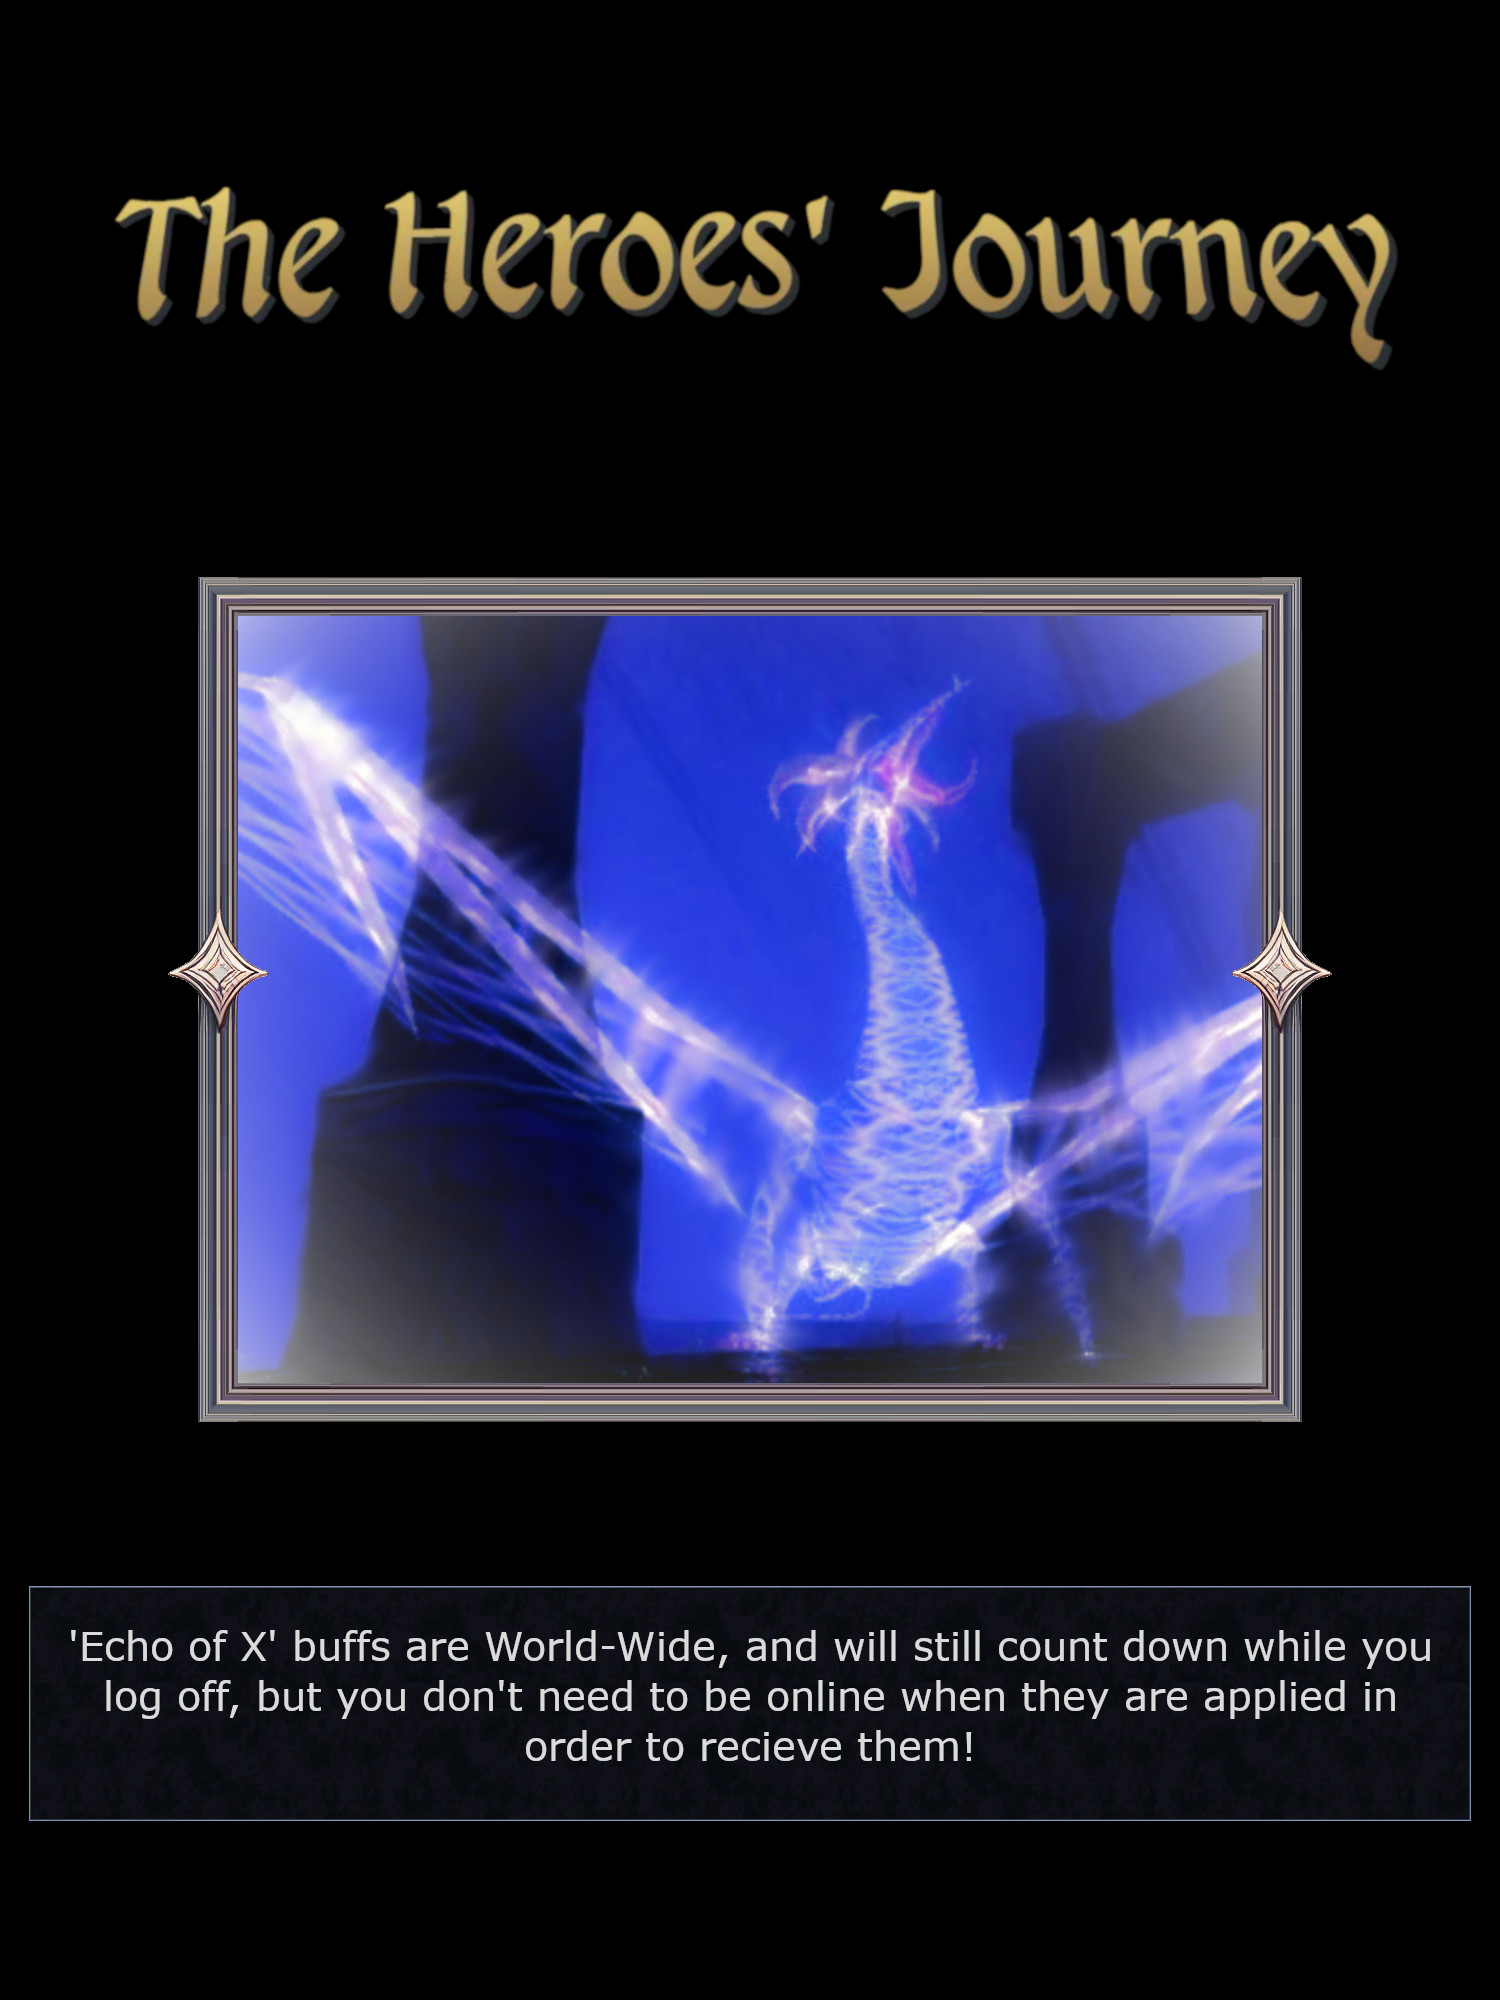 The Heroes' Journey
'Echo of X' buffs are World-Wide, and will still count down while you
log off, but you don't need to be online when they are applied in
order to recieve them!